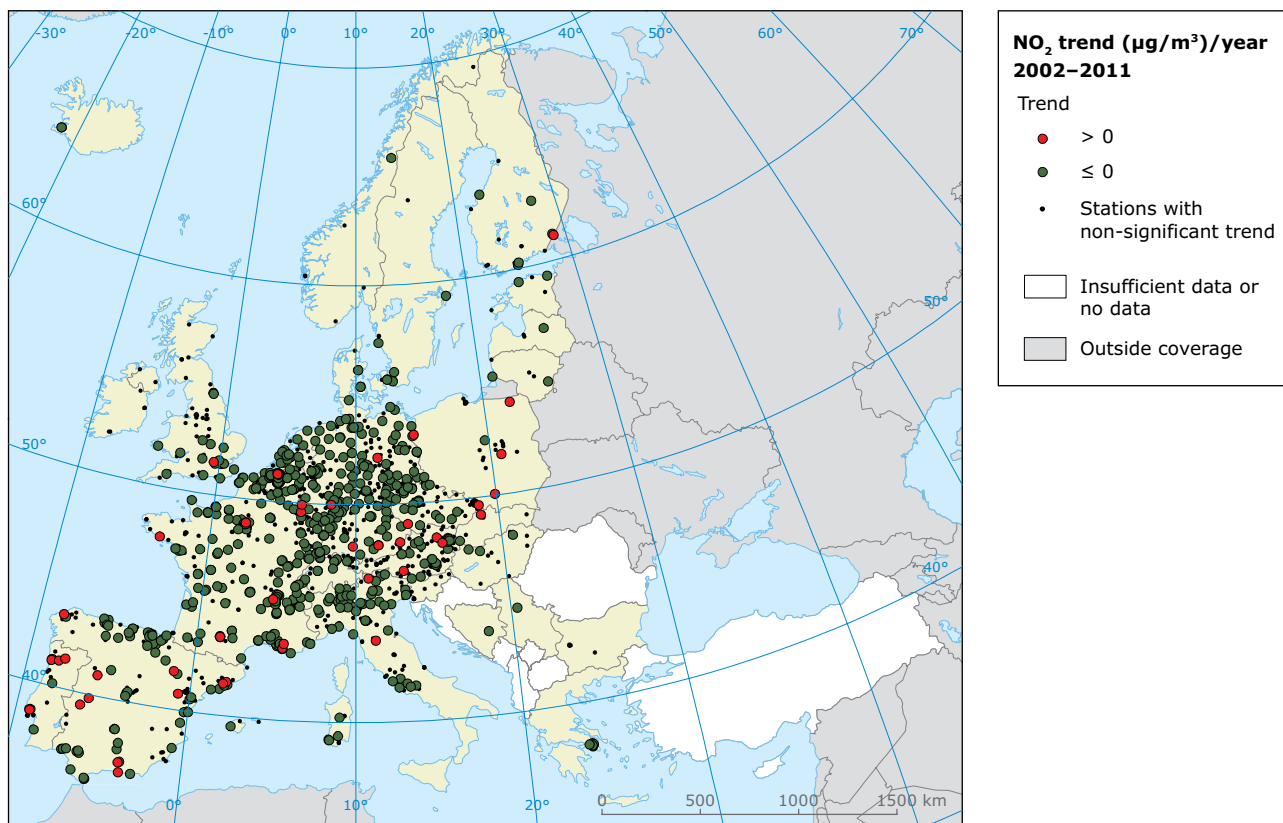 -30° -20° -10° 0° 10° 20° 30° 40° 50° 60° 70°
60°
60°
50°
50°
40°
40°
0° 10° 20°
0 500 1000 1500 km
NO₂ trend (µg/m³)/year
2002–2011
Trend
> 0
≤ 0
Stations with
non-significant trend
Insufficient data or
no data
Outside coverage